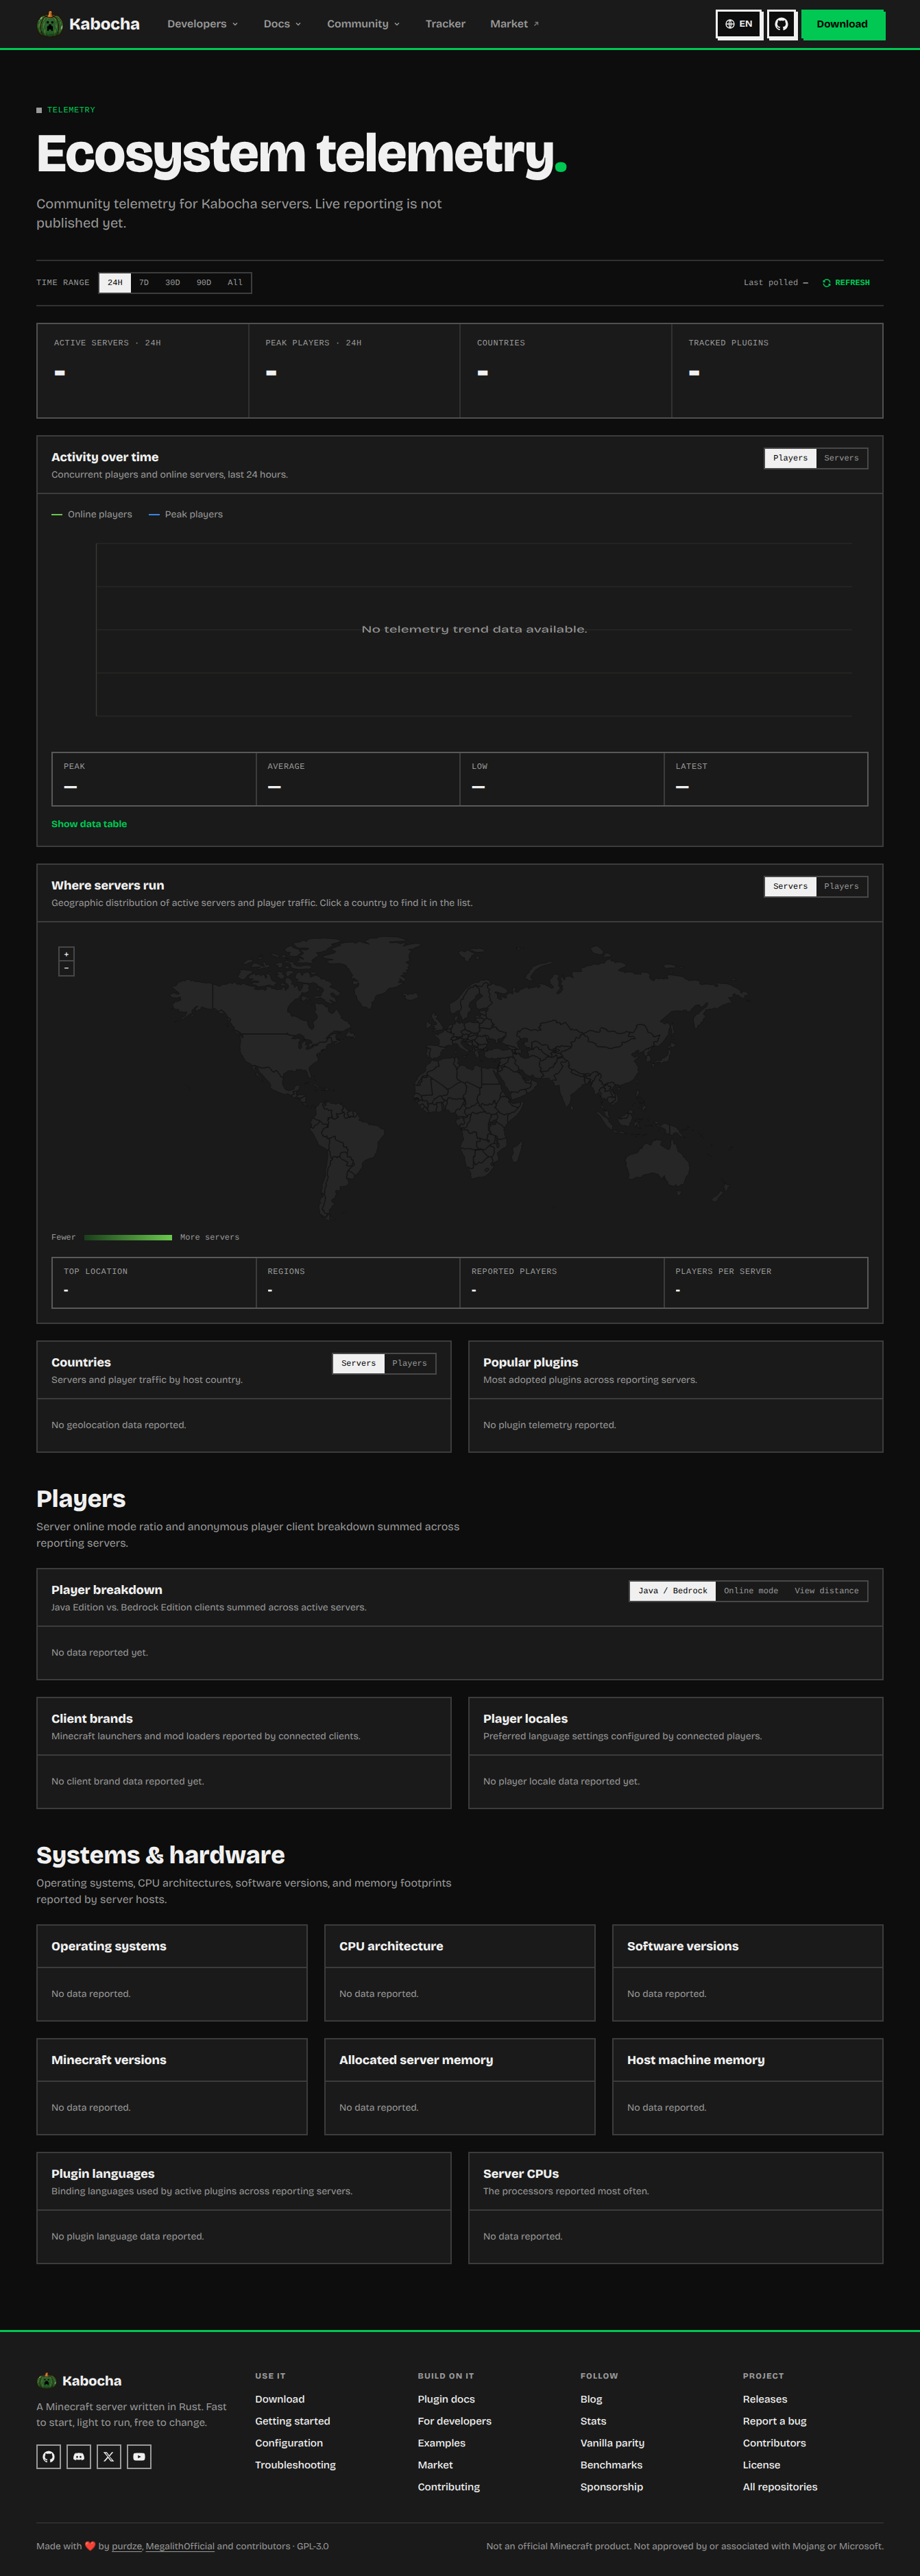 Kabocha
Developers
Docs
Community
Tracker
Market ↗
EN
Download
TELEMETRY
Ecosystem telemetry.
Community telemetry for Kabocha servers. Live reporting is not
published yet.
TIME RANGE
24H
7D
30D
90D
All
Last polled —
REFRESH
ACTIVE SERVERS · 24H
–
PEAK PLAYERS · 24H
–
COUNTRIES
–
TRACKED PLUGINS
–
Activity over time
Concurrent players and online servers, last 24 hours.
Players
Servers
Online players
Peak players
No telemetry trend data available.
PEAK
—
AVERAGE
—
LOW
—
LATEST
—
Show data table
Where servers run
Geographic distribution of active servers and player traffic. Click a country to find it in the list.
Servers
Players
+
−
Fewer
More servers
TOP LOCATION
-
REGIONS
-
REPORTED PLAYERS
-
PLAYERS PER SERVER
-
Countries
Servers and player traffic by host country.
Servers
Players
No geolocation data reported.
Popular plugins
Most adopted plugins across reporting servers.
No plugin telemetry reported.
Players
Server online mode ratio and anonymous player client breakdown summed across
reporting servers.
Player breakdown
Java Edition vs. Bedrock Edition clients summed across active servers.
Java / Bedrock
Online mode
View distance
No data reported yet.
Client brands
Minecraft launchers and mod loaders reported by connected clients.
No client brand data reported yet.
Player locales
Preferred language settings configured by connected players.
No player locale data reported yet.
Systems & hardware
Operating systems, CPU architectures, software versions, and memory footprints
reported by server hosts.
Operating systems
No data reported.
CPU architecture
No data reported.
Software versions
No data reported.
Minecraft versions
No data reported.
Allocated server memory
No data reported.
Host machine memory
No data reported.
Plugin languages
Binding languages used by active plugins across reporting servers.
No plugin language data reported.
Server CPUs
The processors reported most often.
No data reported.
Kabocha
A Minecraft server written in Rust. Fast
to start, light to run, free to change.
USE IT
Download
Getting started
Configuration
Troubleshooting
BUILD ON IT
Plugin docs
For developers
Examples
Market
Contributing
FOLLOW
Blog
Stats
Vanilla parity
Benchmarks
Sponsorship
PROJECT
Releases
Report a bug
Contributors
License
All repositories
Made with ❤️ by purdze, MegalithOfficial and contributors · GPL-3.0
Not an official Minecraft product. Not approved by or associated with Mojang or Microsoft.